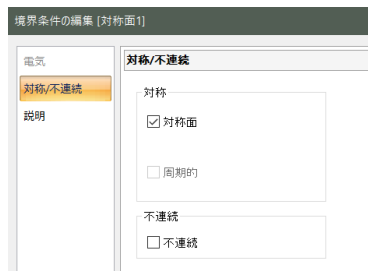 境界条件の編集 [対称面1]
電気
対称/不連続
説明
対称/不連続
対称
対称面
周期的
不連続
不連続